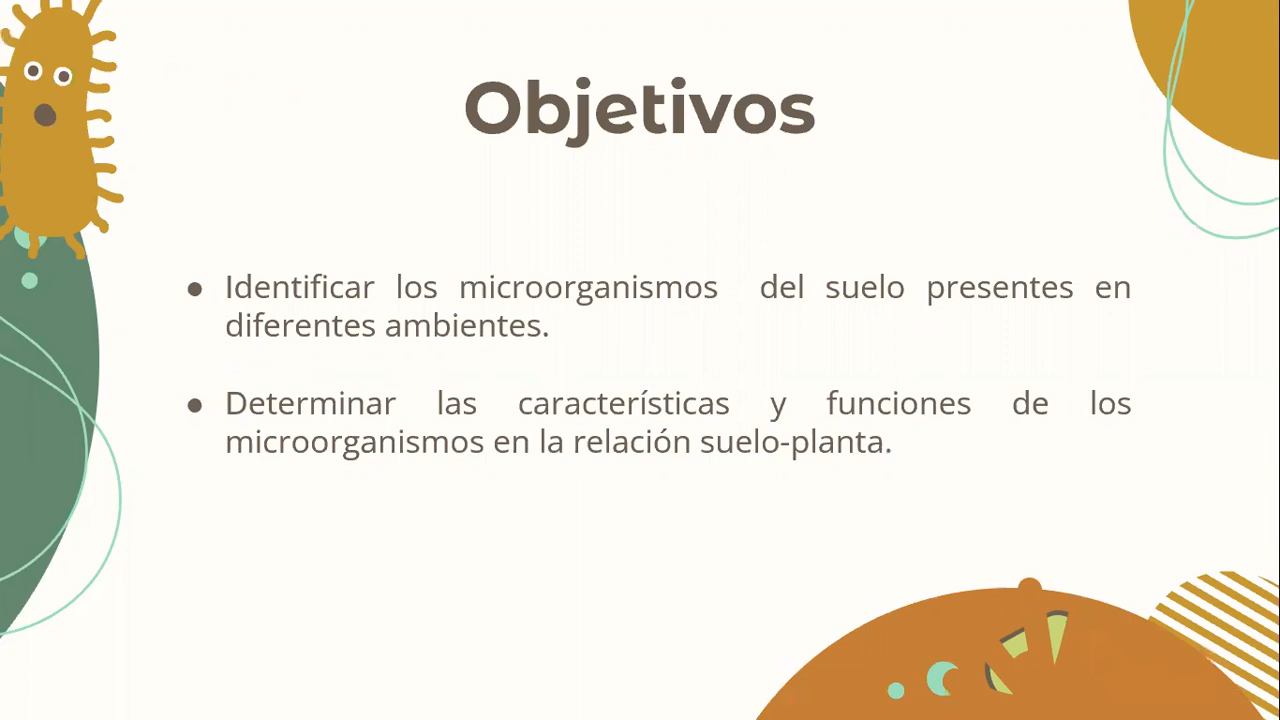 Objetivos
● Identificar los microorganismos del suelo presentes en
diferentes ambientes.
● Determinar las características y funciones de los
microorganismos en la relación suelo-planta.